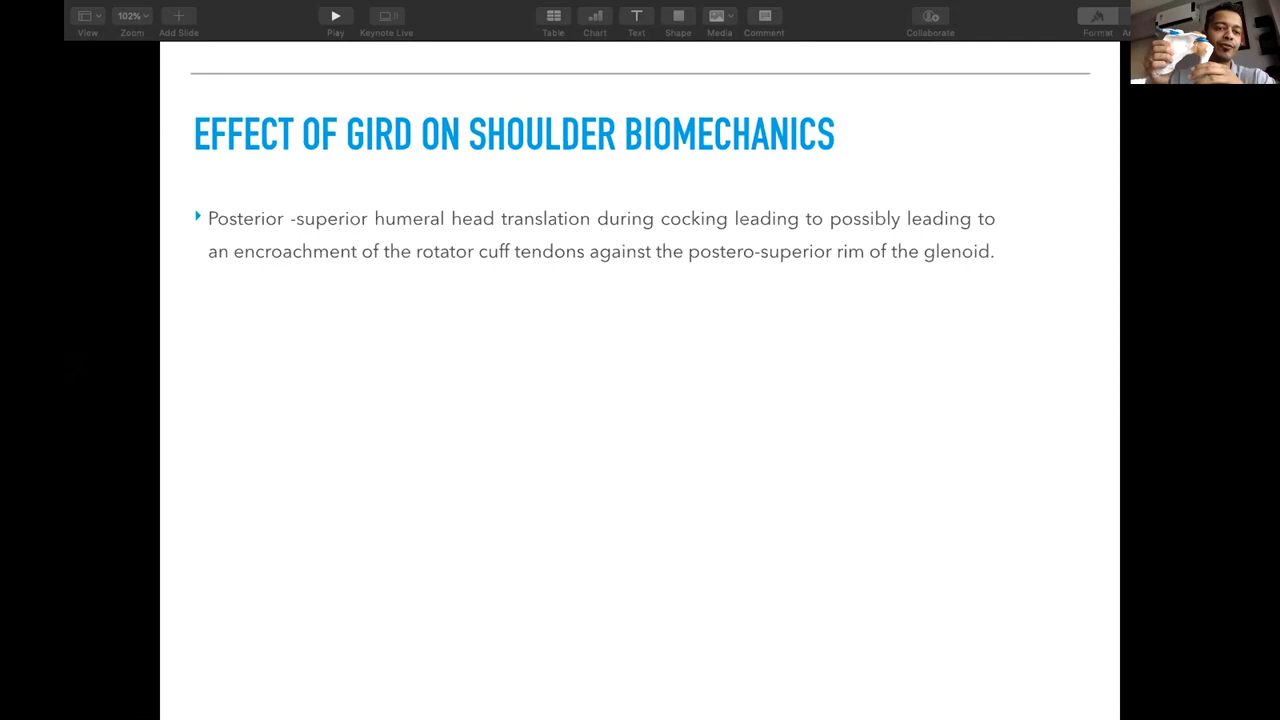 102%
View Zoom Add Slide Play Keynote Live Table Chart Text Shape Media Comment Collaborate Format
EFFECT OF GIRD ON SHOULDER BIOMECHANICS
Posterior -superior humeral head translation during cocking leading to possibly leading to
an encroachment of the rotator cuff tendons against the postero-superior rim of the glenoid.